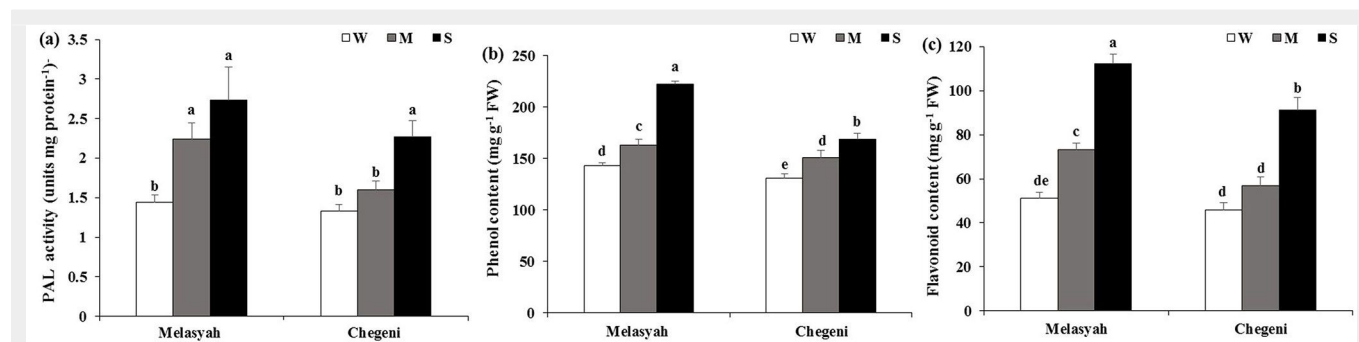 (a)
PAL activity (units mg protein-1)-
3.5
3
2.5
2
1.5
1
0.5
0
W M S
b a a b b a
Melasyah Chegeni
(b)
Phenol content (mg g-1 FW)
250
200
150
100
50
0
W M S
d c a e d b
Melasyah Chegeni
(c)
Flavonoid content (mg g-1 FW)
120
100
80
60
40
20
0
W M S
de c a d d b
Melasyah Chegeni